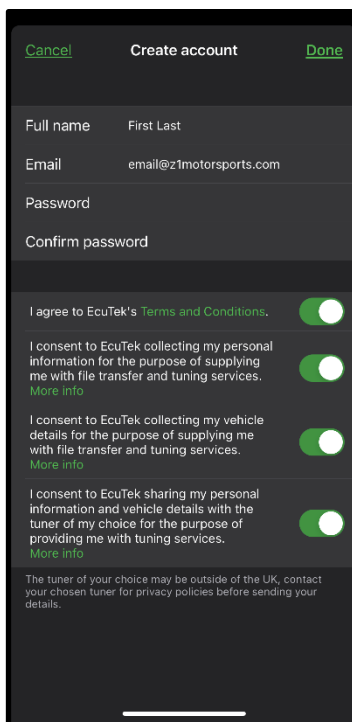 Cancel Create account Done
Full name First Last
Email email@z1motorsports.com
Password
Confirm password
I agree to EcuTek's Terms and Conditions.
I consent to EcuTek collecting my personal
information for the purpose of supplying
me with file transfer and tuning services.
More info
I consent to EcuTek collecting my vehicle
details for the purpose of supplying me
with file transfer and tuning services.
More info
I consent to EcuTek sharing my personal
information and vehicle details with the
tuner of my choice for the purpose of
providing me with tuning services.
More info
The tuner of your choice may be outside of the UK, contact
your chosen tuner for privacy policies before sending your
details.